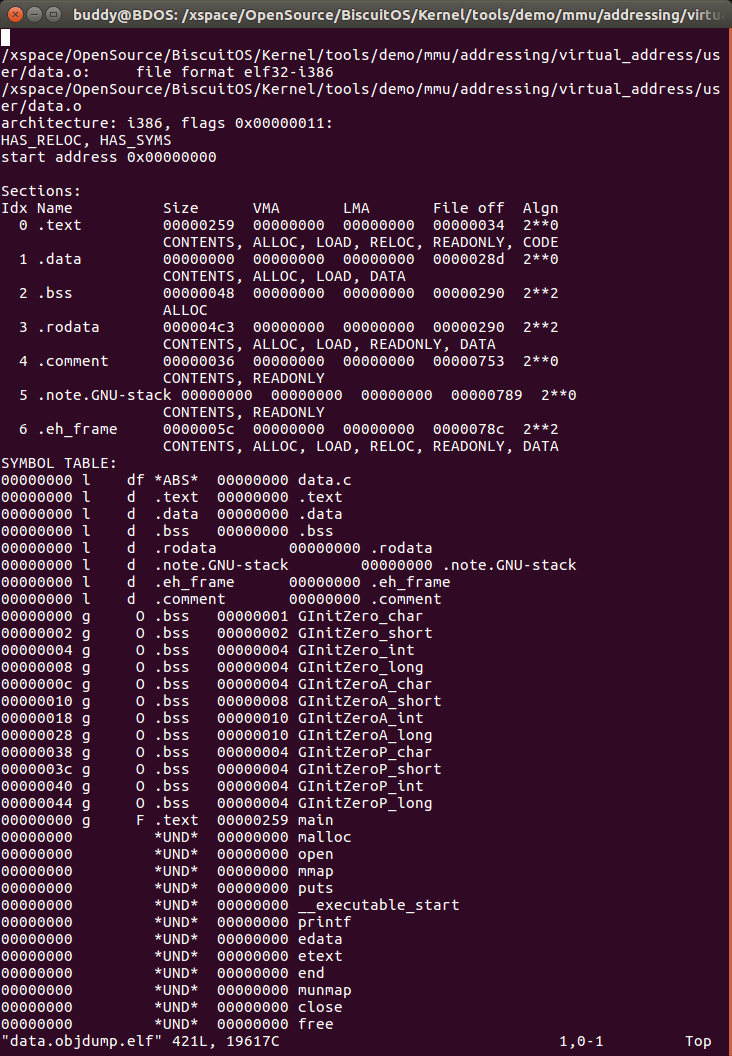 buddy@BDOS: /xspace/OpenSource/BiscuitOS/Kernel/tools/demo/mmu/addressing/virtua
/xspace/OpenSource/BiscuitOS/Kernel/tools/demo/mmu/addressing/virtual_address/us
er/data.o:     file format elf32-i386
/xspace/OpenSource/BiscuitOS/Kernel/tools/demo/mmu/addressing/virtual_address/us
er/data.o
architecture: i386, flags 0x00000011:
HAS_RELOC, HAS_SYMS
start address 0x00000000
Sections:
Idx Name          Size      VMA       LMA       File off  Algn
  0 .text         00000259  00000000  00000000  00000034  2**0
                  CONTENTS, ALLOC, LOAD, RELOC, READONLY, CODE
  1 .data         00000000  00000000  00000000  0000028d  2**0
                  CONTENTS, ALLOC, LOAD, DATA
  2 .bss          00000048  00000000  00000000  00000290  2**2
                  ALLOC
  3 .rodata       000004c3  00000000  00000000  00000290  2**2
                  CONTENTS, ALLOC, LOAD, READONLY, DATA
  4 .comment      00000036  00000000  00000000  00000753  2**0
                  CONTENTS, READONLY
  5 .note.GNU-stack 00000000  00000000  00000000  00000789  2**0
                  CONTENTS, READONLY
  6 .eh_frame     0000005c  00000000  00000000  0000078c  2**2
                  CONTENTS, ALLOC, LOAD, RELOC, READONLY, DATA
SYMBOL TABLE:
00000000 l    df *ABS*  00000000 data.c
00000000 l    d  .text  00000000 .text
00000000 l    d  .data  00000000 .data
00000000 l    d  .bss   00000000 .bss
00000000 l    d  .rodata        00000000 .rodata
00000000 l    d  .note.GNU-stack        00000000 .note.GNU-stack
00000000 l    d  .eh_frame      00000000 .eh_frame
00000000 l    d  .comment       00000000 .comment
00000000 g     O .bss   00000001 GInitZero_char
00000002 g     O .bss   00000002 GInitZero_short
00000004 g     O .bss   00000004 GInitZero_int
00000008 g     O .bss   00000004 GInitZero_long
0000000c g     O .bss   00000004 GInitZeroA_char
00000010 g     O .bss   00000008 GInitZeroA_short
00000018 g     O .bss   00000010 GInitZeroA_int
00000028 g     O .bss   00000010 GInitZeroA_long
00000038 g     O .bss   00000004 GInitZeroP_char
0000003c g     O .bss   00000004 GInitZeroP_short
00000040 g     O .bss   00000004 GInitZeroP_int
00000044 g     O .bss   00000004 GInitZeroP_long
00000000 g     F .text  00000259 main
00000000         *UND*  00000000 malloc
00000000         *UND*  00000000 open
00000000         *UND*  00000000 mmap
00000000         *UND*  00000000 puts
00000000         *UND*  00000000 __executable_start
00000000         *UND*  00000000 printf
00000000         *UND*  00000000 edata
00000000         *UND*  00000000 etext
00000000         *UND*  00000000 end
00000000         *UND*  00000000 munmap
00000000         *UND*  00000000 close
00000000         *UND*  00000000 free
"data.objdump.elf" 421L, 19617C                               1,0-1         Top